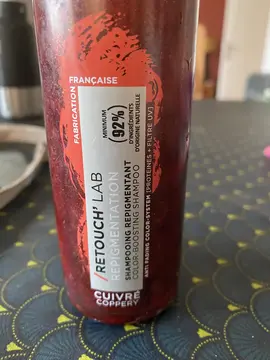 FABRICATION FRANÇAISE
MINIMUM
(92%)
D'INGRÉDIENTS
D'ORIGINE NATURELLE
/RETOUCH' LAB
REPIGMENTATION
SHAMPOOING REPIGMENTANT
COLOR-BOOSTING SHAMPOO
ANTI FADING COLOR-SYSTEM [PROTÉINES + FILTRE UV]
CUIVRÉ
COPPERY